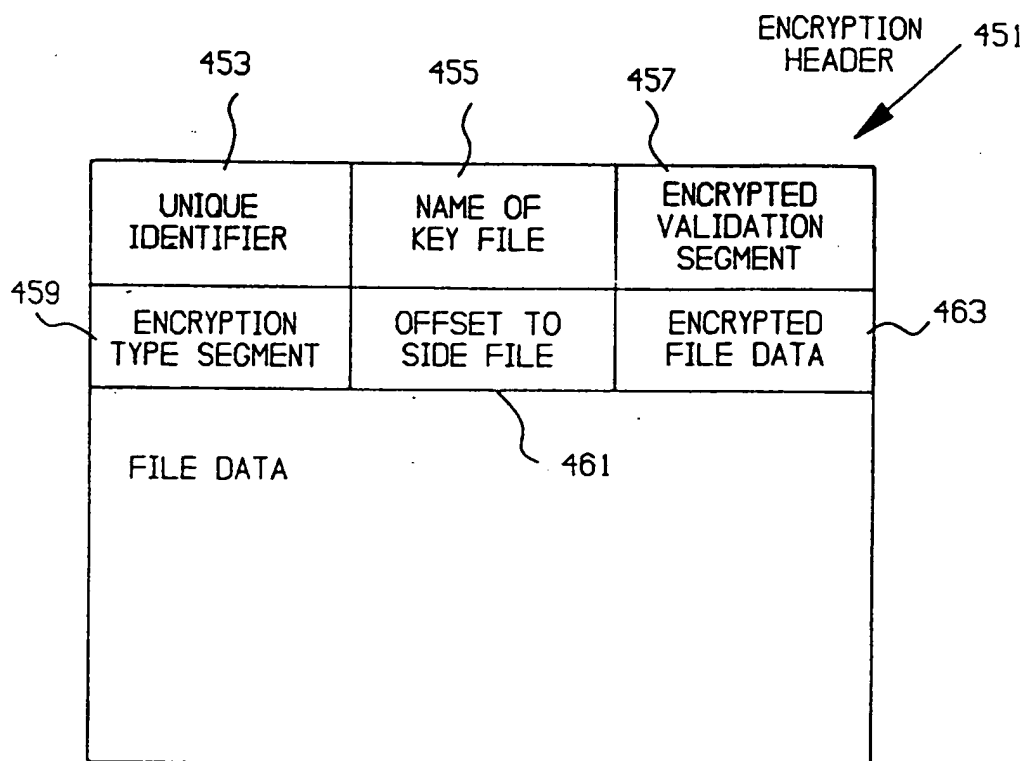 ENCRYPTION
HEADER
451
453
455
457
UNIQUE
IDENTIFIER
NAME OF
KEY FILE
ENCRYPTED
VALIDATION
SEGMENT
459
ENCRYPTION
TYPE SEGMENT
OFFSET TO
SIDE FILE
ENCRYPTED
FILE DATA
463
461
FILE DATA